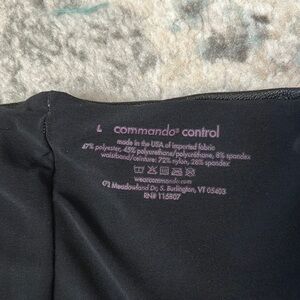 L commando® control
made in the USA of imported fabric
47% polyester, 45% polyurethane/polyuréthane, 8% spandex
waistband/ceinture: 72% nylon, 28% spandex
wearcommando.com
Meadowland Dr, S. Burlington, VT 05403
RN# 115807